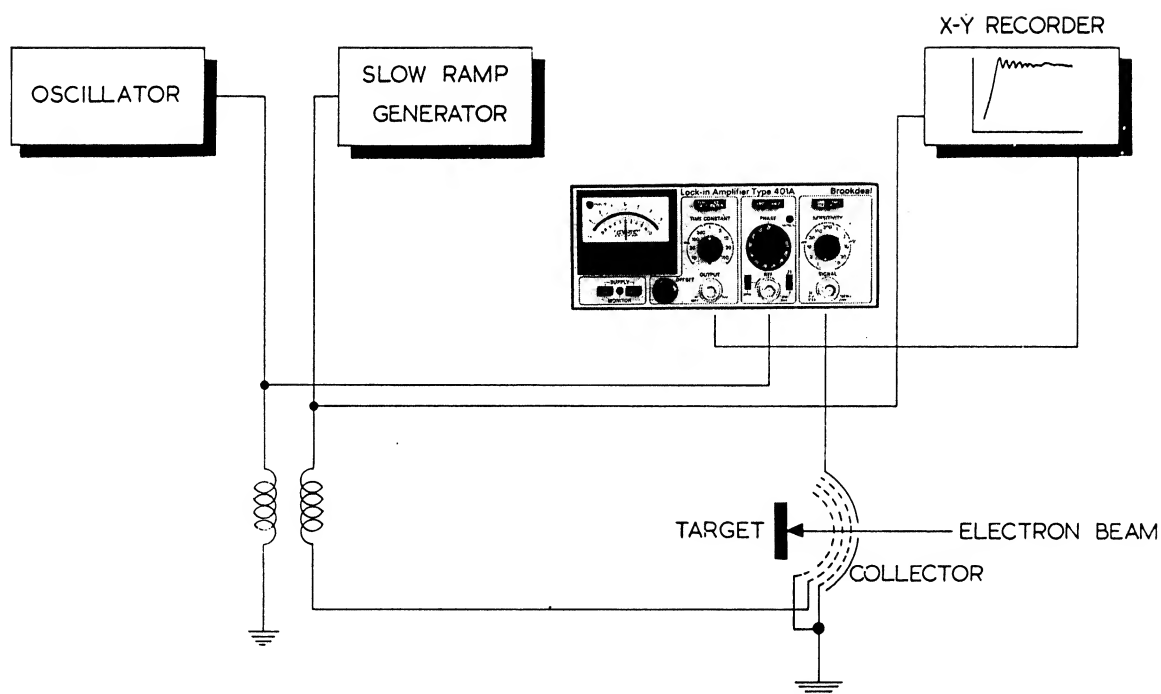 X-Y RECORDER
OSCILLATOR
SLOW RAMP
GENERATOR
Lock-in Amplifier Type 401A Brookdeal
TIME CONSTANT
PHASE
SENSITIVITY
OFFSET
OUTPUT
REF
SIGNAL
SUPPLY
MONITOR
TARGET
ELECTRON BEAM
COLLECTOR